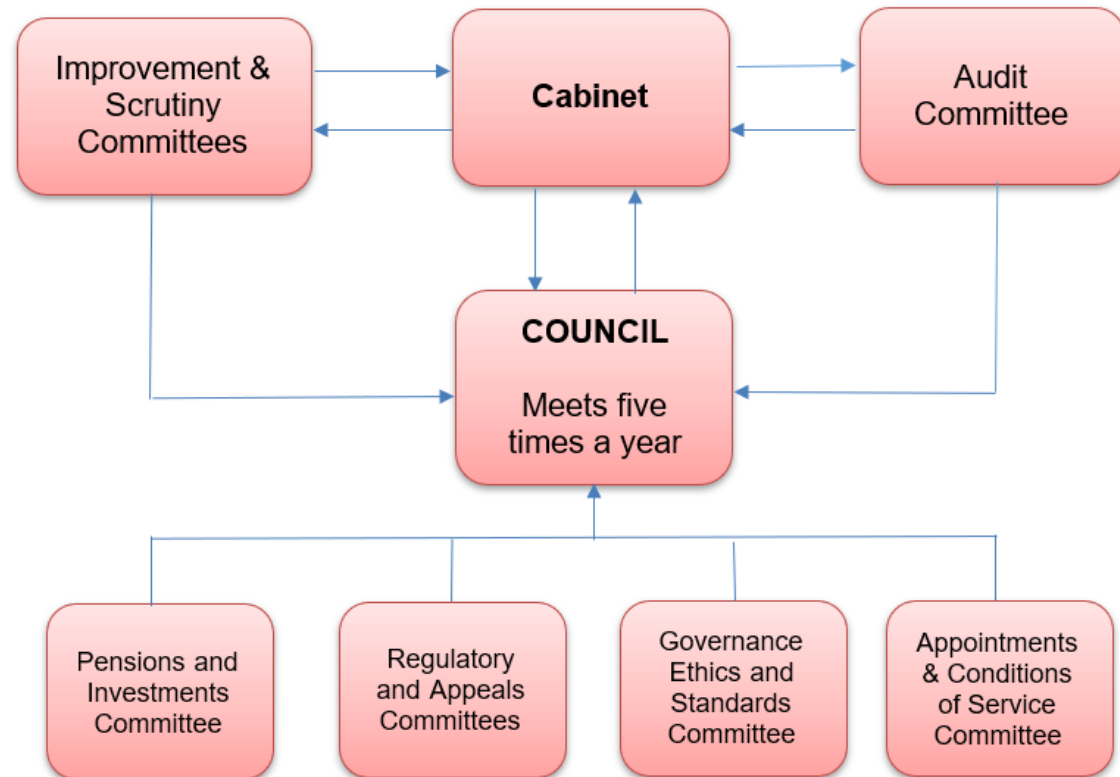 Improvement &
Scrutiny
Committees
Cabinet
Audit
Committee
COUNCIL
Meets five
times a year
Pensions and
Investments
Committee
Regulatory
and Appeals
Committees
Governance
Ethics and
Standards
Committee
Appointments
& Conditions
of Service
Committee